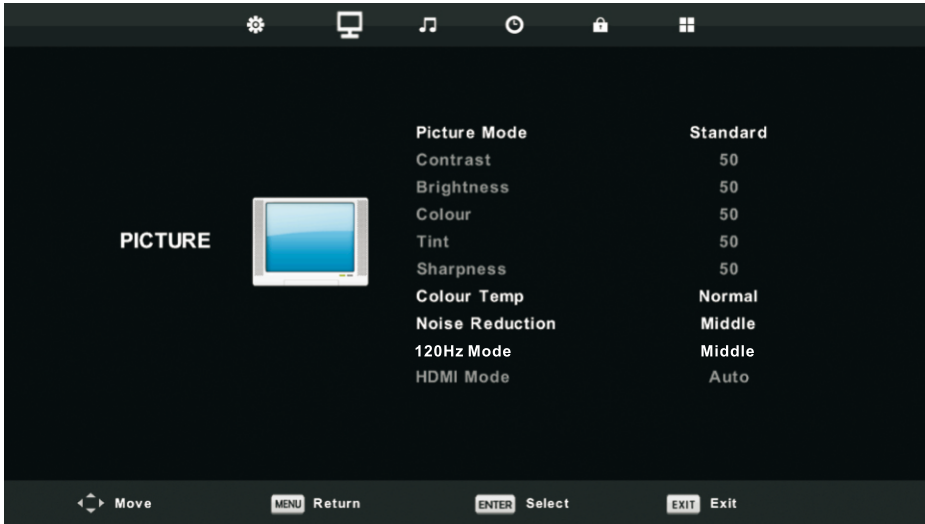 PICTURE
Picture Mode Standard
Contrast 50
Brightness 50
Colour 50
Tint 50
Sharpness 50
Colour Temp Normal
Noise Reduction Middle
120Hz Mode Middle
HDMI Mode Auto
Move MENU Return ENTER Select EXIT Exit